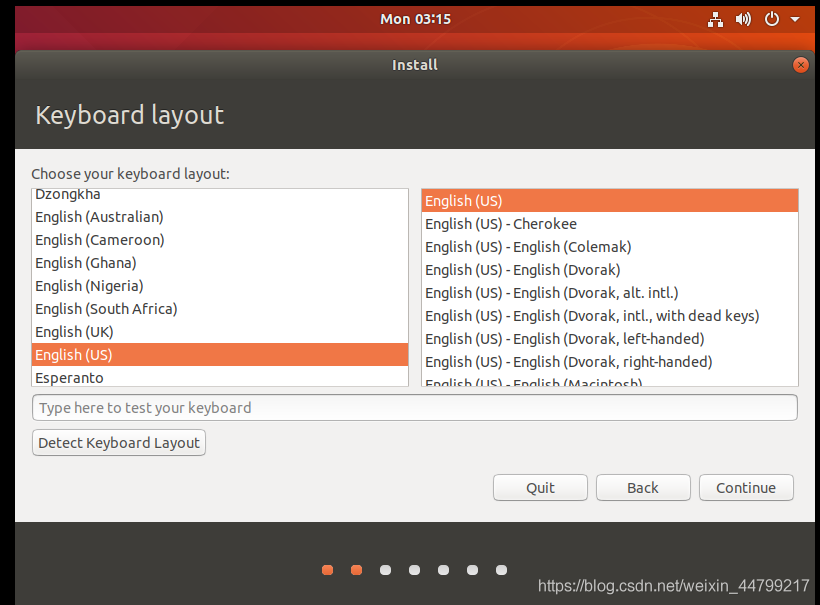 Mon 03:15
Install
Keyboard layout
Choose your keyboard layout:
Dzongkha
English (Australian)
English (Cameroon)
English (Ghana)
English (Nigeria)
English (South Africa)
English (UK)
English (US)
Esperanto
English (US)
English (US) - Cherokee
English (US) - English (Colemak)
English (US) - English (Dvorak)
English (US) - English (Dvorak, alt. intl.)
English (US) - English (Dvorak, intl., with dead keys)
English (US) - English (Dvorak, left-handed)
English (US) - English (Dvorak, right-handed)
English (US) - English (Macintosh)
Type here to test your keyboard
Detect Keyboard Layout
Quit Back Continue
https://blog.csdn.net/weixin_44799217